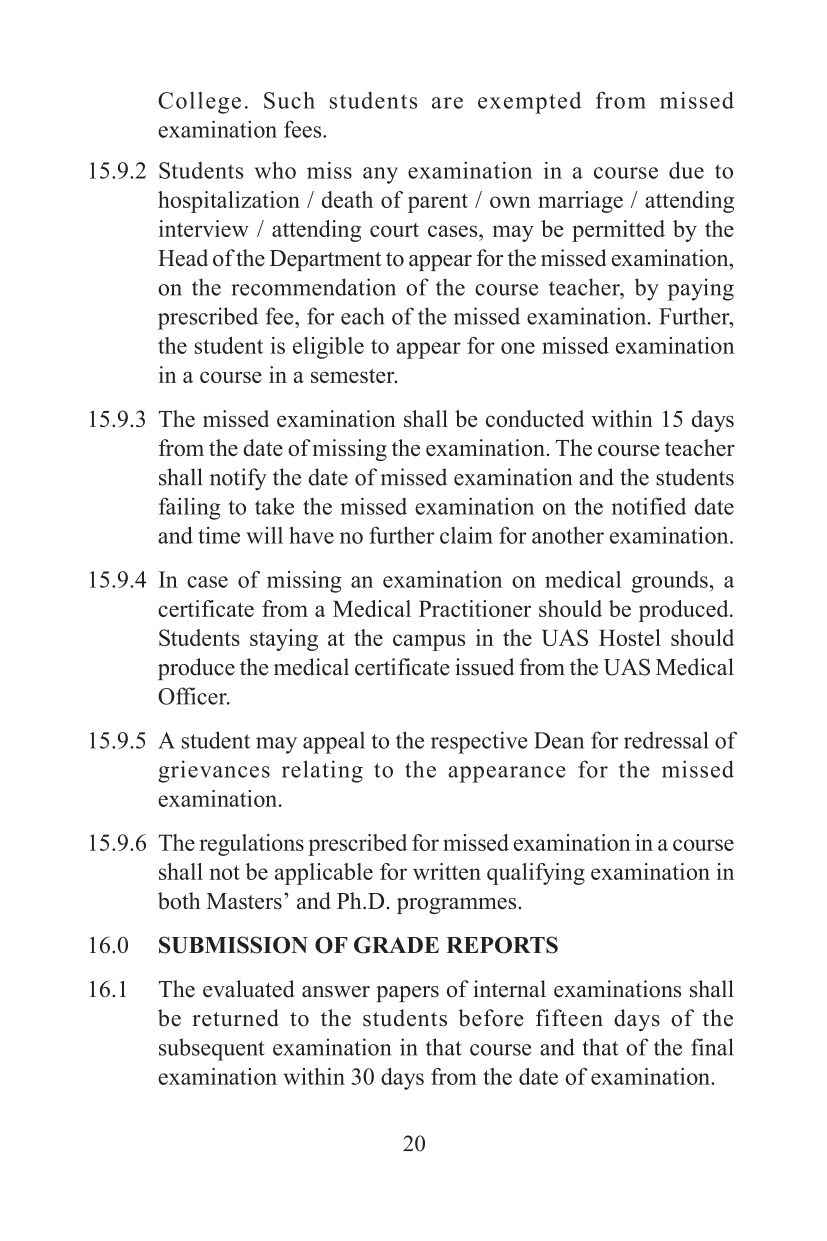 College. Such students are exempted from missed
examination fees.
15.9.2 Students who miss any examination in a course due to
hospitalization / death of parent / own marriage / attending
interview / attending court cases, may be permitted by the
Head of the Department to appear for the missed examination,
on the recommendation of the course teacher, by paying
prescribed fee, for each of the missed examination. Further,
the student is eligible to appear for one missed examination
in a course in a semester.
15.9.3 The missed examination shall be conducted within 15 days
from the date of missing the examination. The course teacher
shall notify the date of missed examination and the students
failing to take the missed examination on the notified date
and time will have no further claim for another examination.
15.9.4 In case of missing an examination on medical grounds, a
certificate from a Medical Practitioner should be produced.
Students staying at the campus in the UAS Hostel should
produce the medical certificate issued from the UAS Medical
Officer.
15.9.5 A student may appeal to the respective Dean for redressal of
grievances relating to the appearance for the missed
examination.
15.9.6 The regulations prescribed for missed examination in a course
shall not be applicable for written qualifying examination in
both Masters’ and Ph.D. programmes.
16.0 SUBMISSION OF GRADE REPORTS
16.1 The evaluated answer papers of internal examinations shall
be returned to the students before fifteen days of the
subsequent examination in that course and that of the final
examination within 30 days from the date of examination.
20